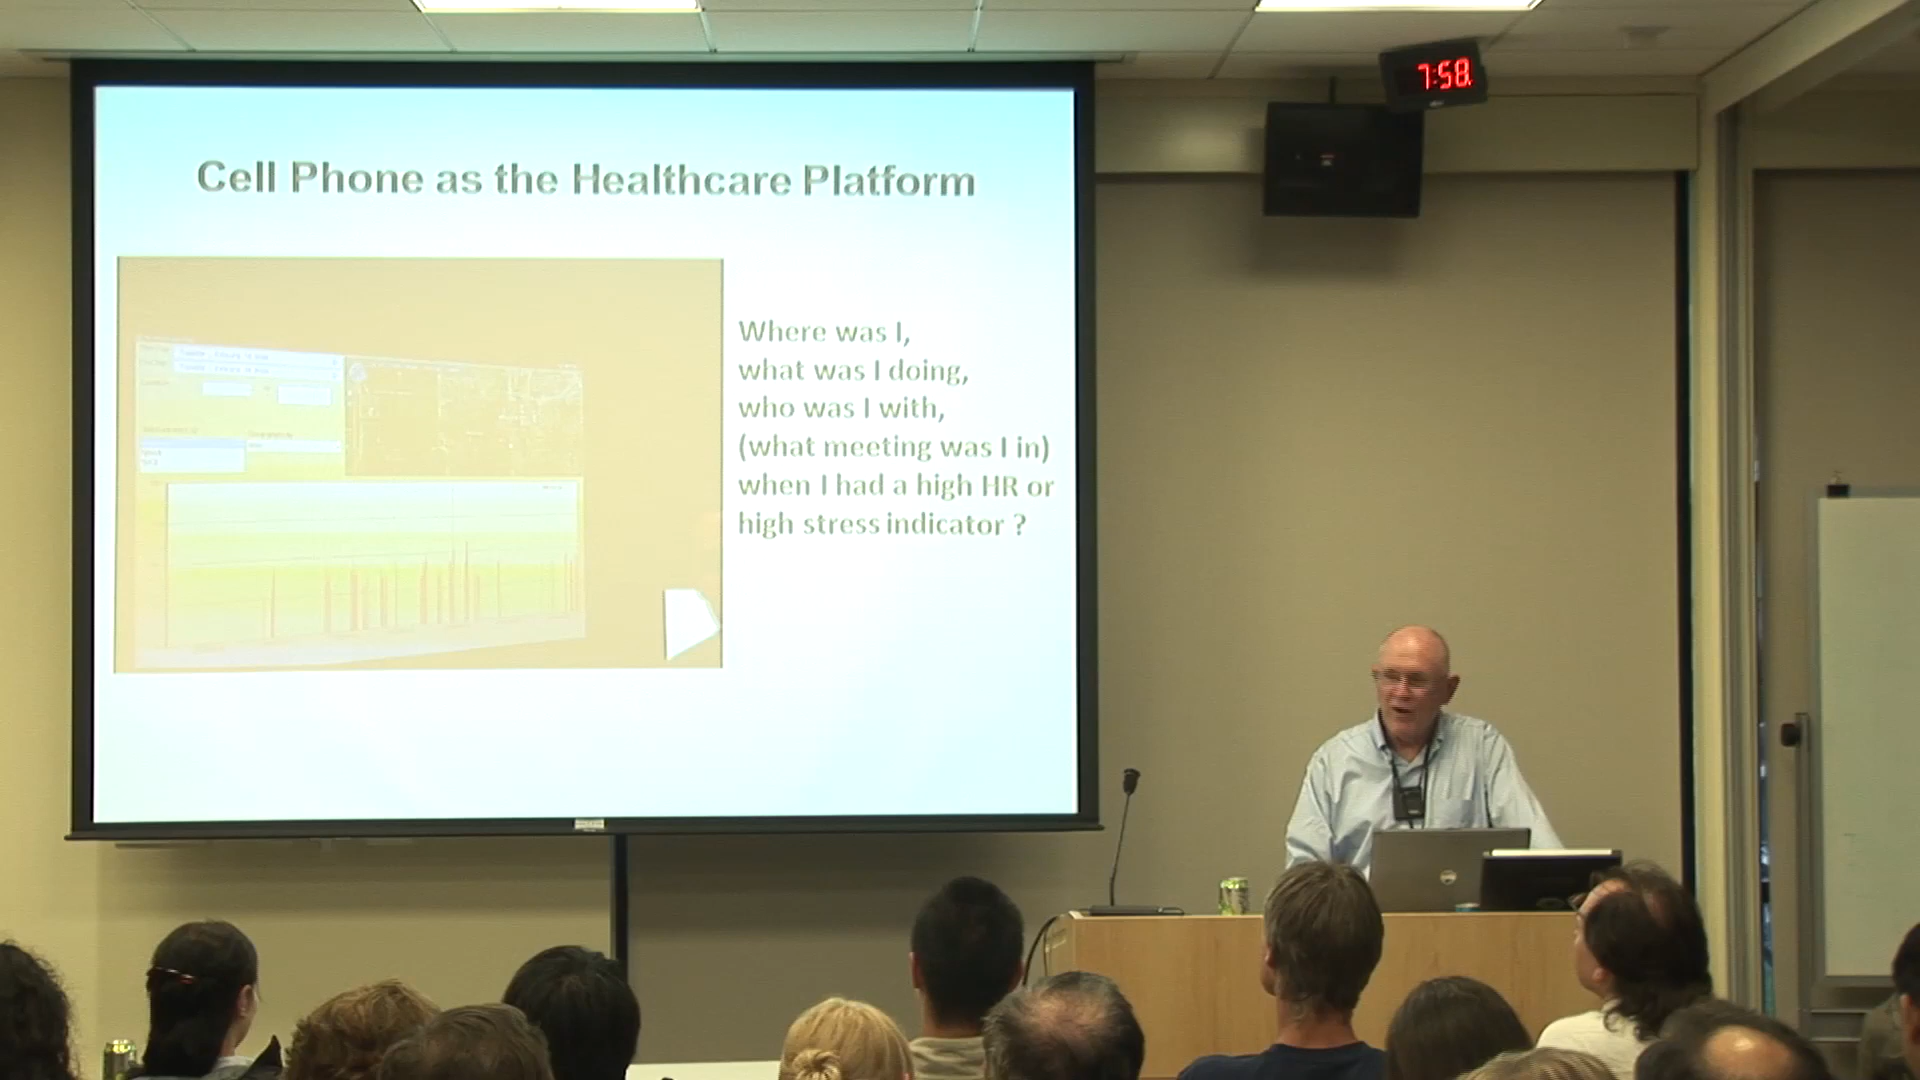 7:58
Cell Phone as the Healthcare Platform
Where was I,
what was I doing,
who was I with,
(what meeting was I in)
when I had a high HR or
high stress indicator ?